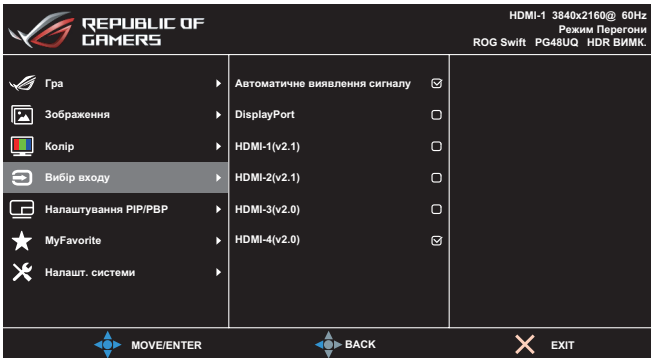 REPUBLIC OF
GAMERS
HDMI-1 3840x2160@ 60Hz
Режим Перегони
ROG Swift PG48UQ HDR ВИМК.
Гра
Зображення
Колір
Вибір входу
Налаштування PIP/PBP
MyFavorite
Налашт. системи
Автоматичне виявлення сигналу
DisplayPort
HDMI-1(v2.1)
HDMI-2(v2.1)
HDMI-3(v2.0)
HDMI-4(v2.0)
MOVE/ENTER
BACK
EXIT